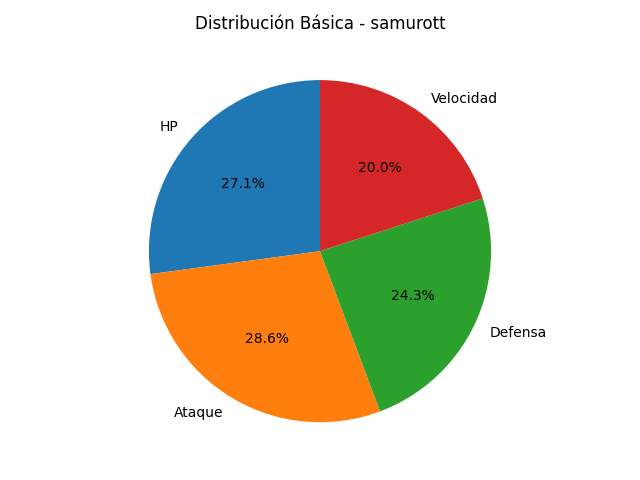 Distribución Básica - samurott
Velocidad
HP
20.0%
27.1%
24.3%
Defensa
28.6%
Ataque